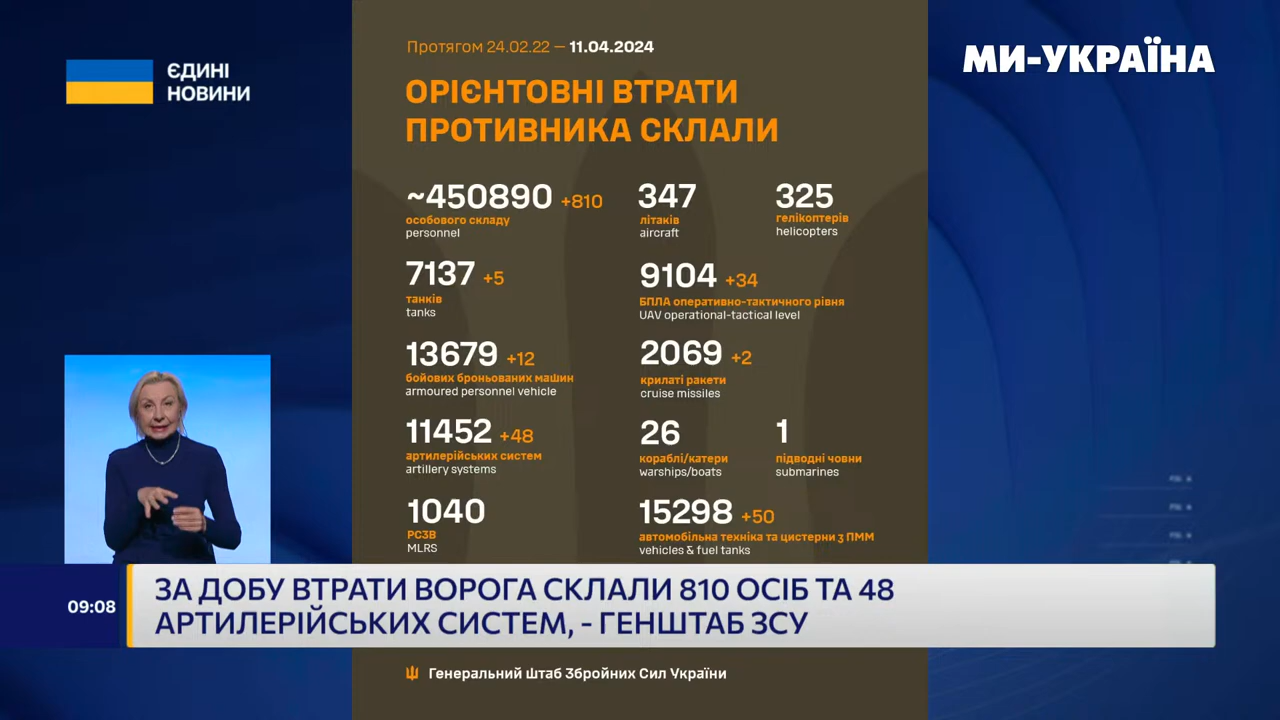 Протягом 24.02.22 — 11.04.2024
ЄДИНІ
НОВИНИ
МИ-УКРАЇНА
ОРІЄНТОВНІ ВТРАТИ
ПРОТИВНИКА СКЛАЛИ
~450890 +810
особового складу
personnel
347
літаків
aircraft
325
гелікоптерів
helicopters
7137 +5
танків
tanks
9104 +34
БПЛА оперативно-тактичного рівня
UAV operational-tactical level
13679 +12
бойових броньованих машин
armoured personnel vehicle
2069 +2
крилаті ракети
cruise missiles
11452 +48
артилерійських систем
artillery systems
26
кораблі/катери
warships/boats
1
підводні човни
submarines
1040
РСЗВ
MLRS
15298 +50
автомобільна техніка та цистерни з ПММ
vehicles & fuel tanks
09:08
ЗА ДОБУ ВТРАТИ ВОРОГА СКЛАЛИ 810 ОСІБ ТА 48
АРТИЛЕРІЙСЬКИХ СИСТЕМ, - ГЕНШТАБ ЗСУ
Генеральний Штаб Збройних Сил України